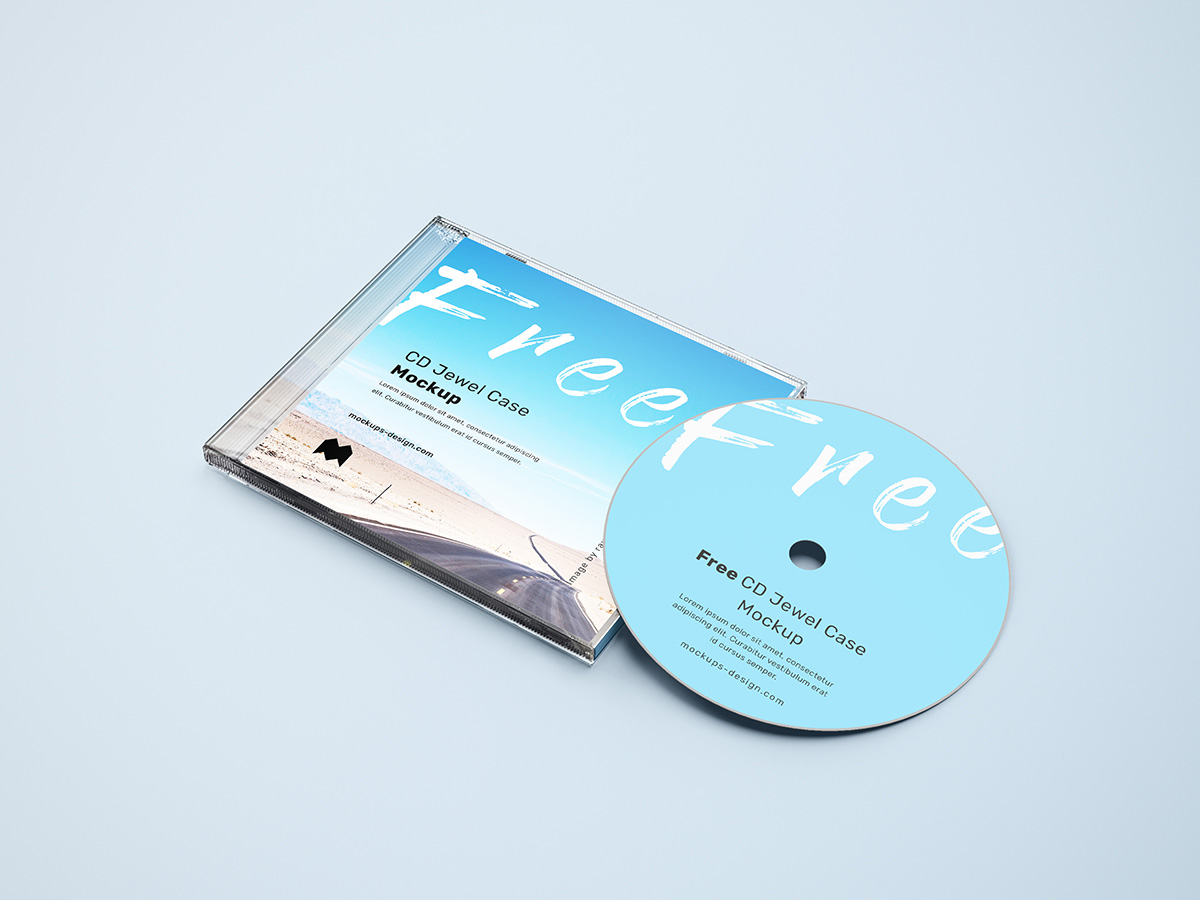 Free
CD Jewel Case
Mockup
Lorem ipsum dolor sit amet, consectetur adipiscing
elit. Curabitur vestibulum erat id cursus semper.
mockups-design.com
image by
Free
Free CD Jewel Case
Mockup
Lorem ipsum dolor sit amet, consectetur
adipiscing elit. Curabitur vestibulum erat
id cursus semper.
mockups-design.com